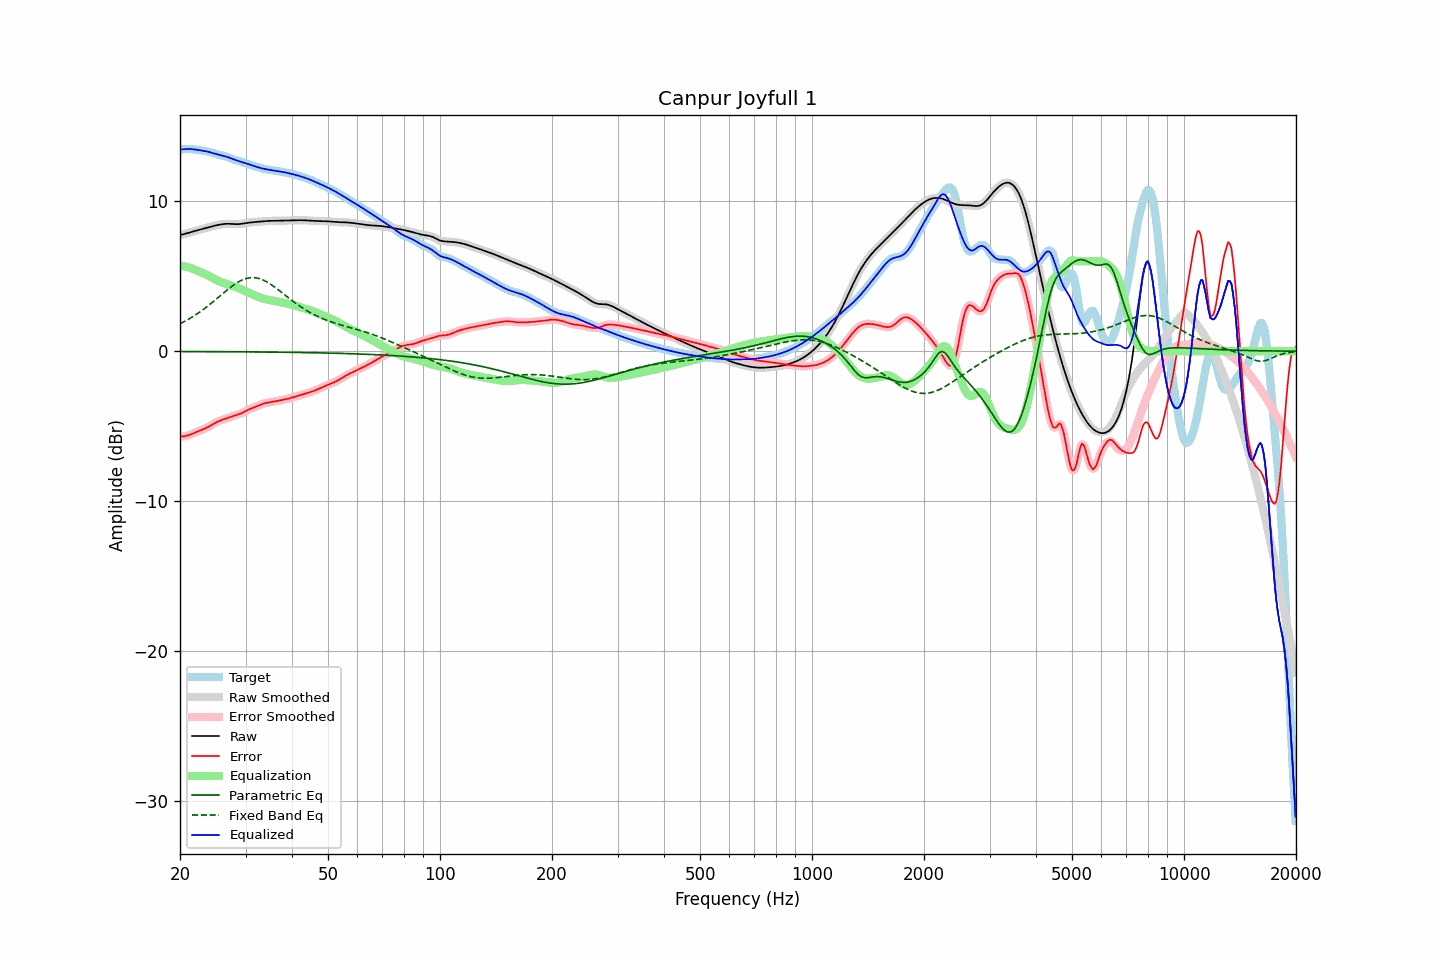 Canpur Joyfull 1
10
0
−10
−20
−30
Amplitude (dBr)
Target
Raw Smoothed
Error Smoothed
Raw
Error
Equalization
Parametric Eq
Fixed Band Eq
Equalized
20 50 100 200 500 1000 2000 5000 10000 20000
Frequency (Hz)